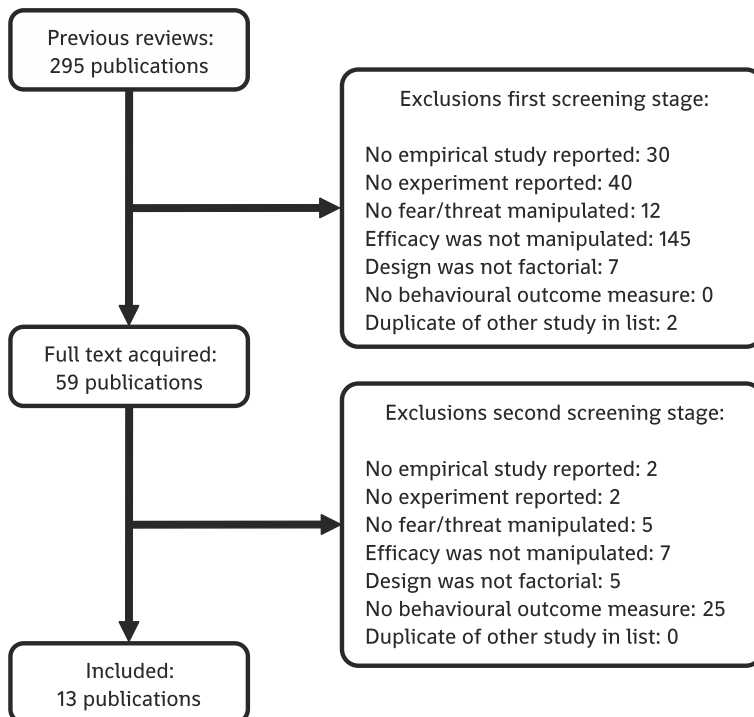 Previous reviews:
295 publications
Exclusions first screening stage:
No empirical study reported: 30
No experiment reported: 40
No fear/threat manipulated: 12
Efficacy was not manipulated: 145
Design was not factorial: 7
No behavioural outcome measure: 0
Duplicate of other study in list: 2
Full text acquired:
59 publications
Exclusions second screening stage:
No empirical study reported: 2
No experiment reported: 2
No fear/threat manipulated: 5
Efficacy was not manipulated: 7
Design was not factorial: 5
No behavioural outcome measure: 25
Duplicate of other study in list: 0
Included:
13 publications